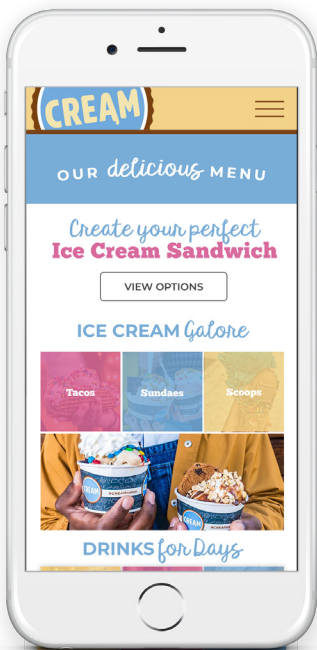 CREAM
OUR delicious MENU
Create your perfect
Ice Cream Sandwich
VIEW OPTIONS
ICE CREAM Galore
Tacos Sundaes Scoops
CREAM CREAM
DRINKS for Days